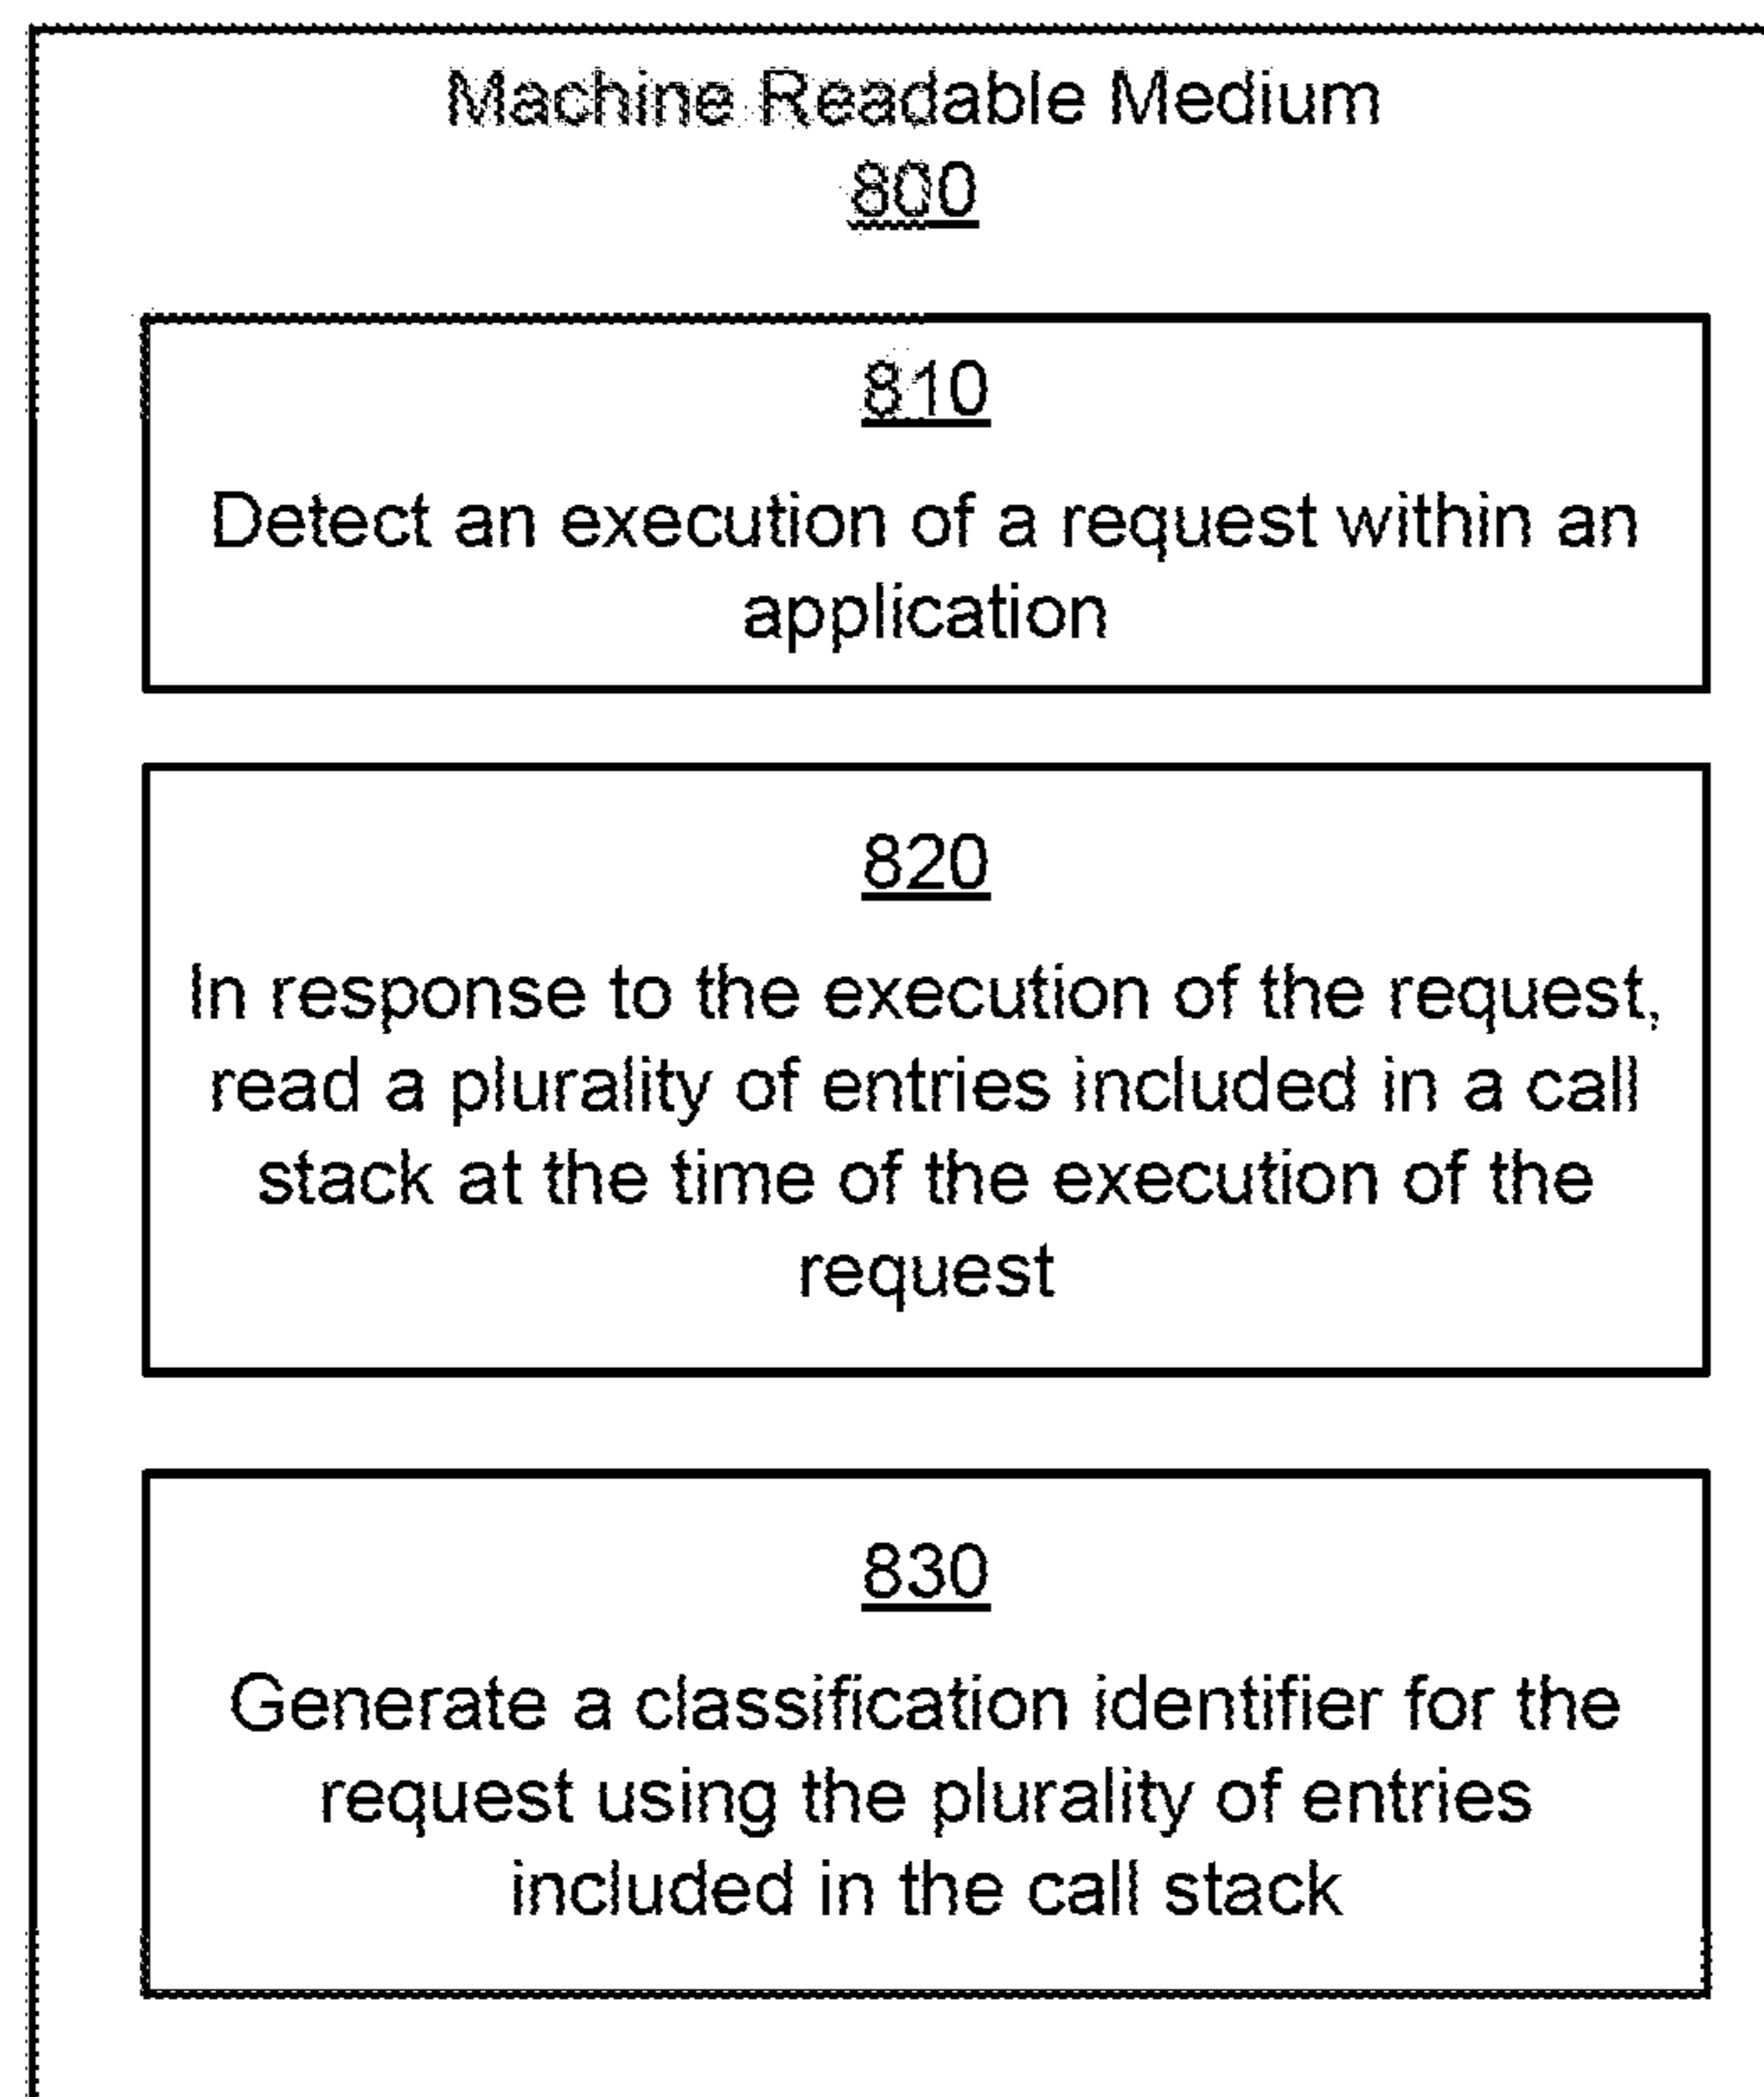 Machine Readable Medium
800
810
Detect an execution of a request within an
application
820
In response to the execution of the request,
read a plurality of entries included in a call
stack at the time of the execution of the
request
830
Generate a classification identifier for the
request using the plurality of entries
included in the call stack